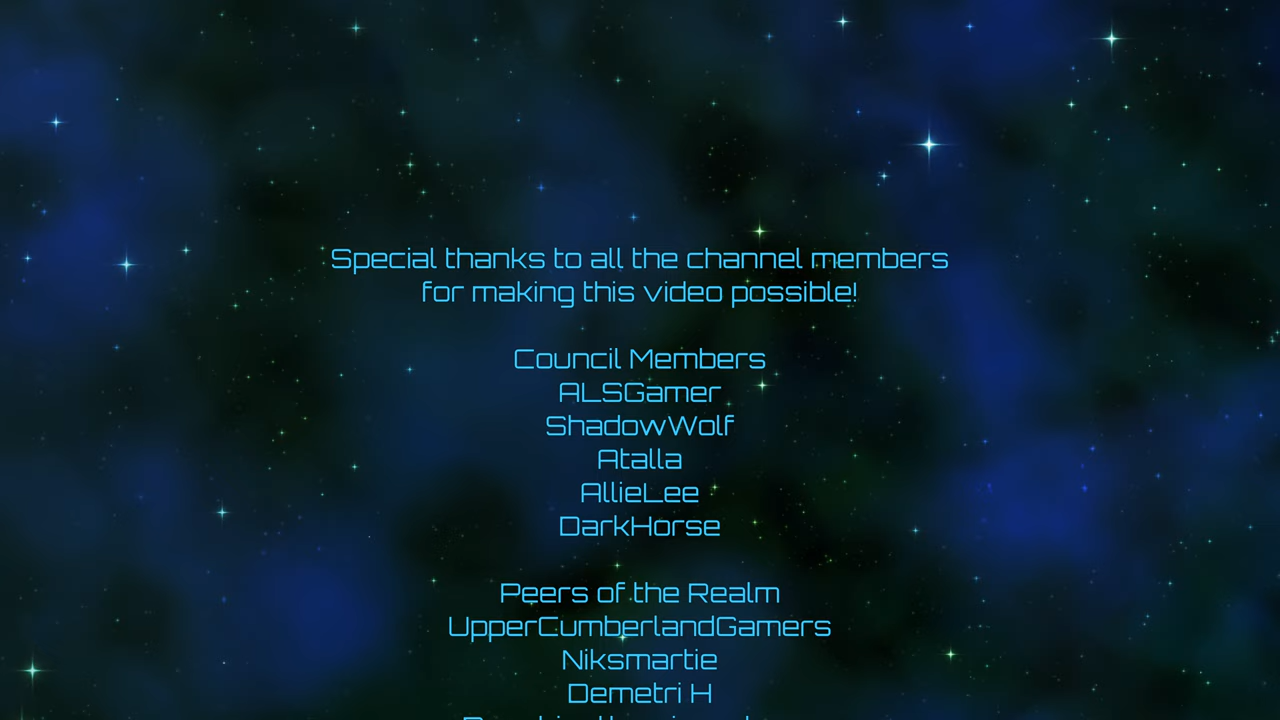 Special thanks to all the channel members
for making this video possible!
Council Members
ALSGamer
ShadowWolf
Atalla
AllieLee
DarkHorse
Peers of the Realm
UpperCumberlandGamers
Niksmartie
Demetri H